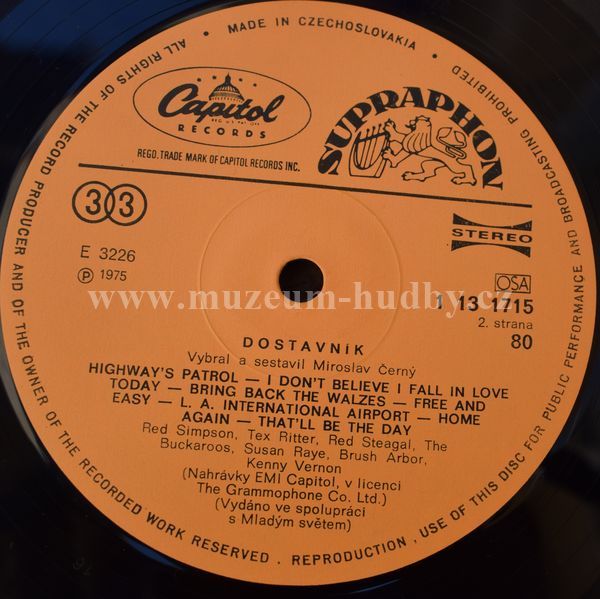 ALL RIGHTS OF THE RECORD PRODUCER AND OF THE OWNER OF THE RECORDED WORK RESERVED. REPRODUCTION, USE OF THIS DISC FOR PUBLIC PERFORMANCE AND BROADCASTING PROHIBITED
• MADE IN CZECHOSLOVAKIA •
Capitol
RECORDS
REGD. TRADE MARK OF CAPITOL RECORDS INC.
SUPRAPHON
33
STEREO
E 3226
℗ 1975
OSA
1 13 1715
2. strana
80
www.muzeum-hudby.cz
DOSTAVNÍK
Vybral a sestavil Miroslav Černý
HIGHWAY'S PATROL — I DON'T BELIEVE I FALL IN LOVE
TODAY — BRING BACK THE WALZES — FREE AND
EASY — L. A. INTERNATIONAL AIRPORT — HOME
AGAIN — THAT'LL BE THE DAY
Red Simpson, Tex Ritter, Red Steagal, The
Buckaroos, Susan Raye, Brush Arbor,
Kenny Vernon
(Nahrávky EMI Capitol, v licenci
The Grammophone Co. Ltd.)
(Vydáno ve spolupráci
s Mladým světem)